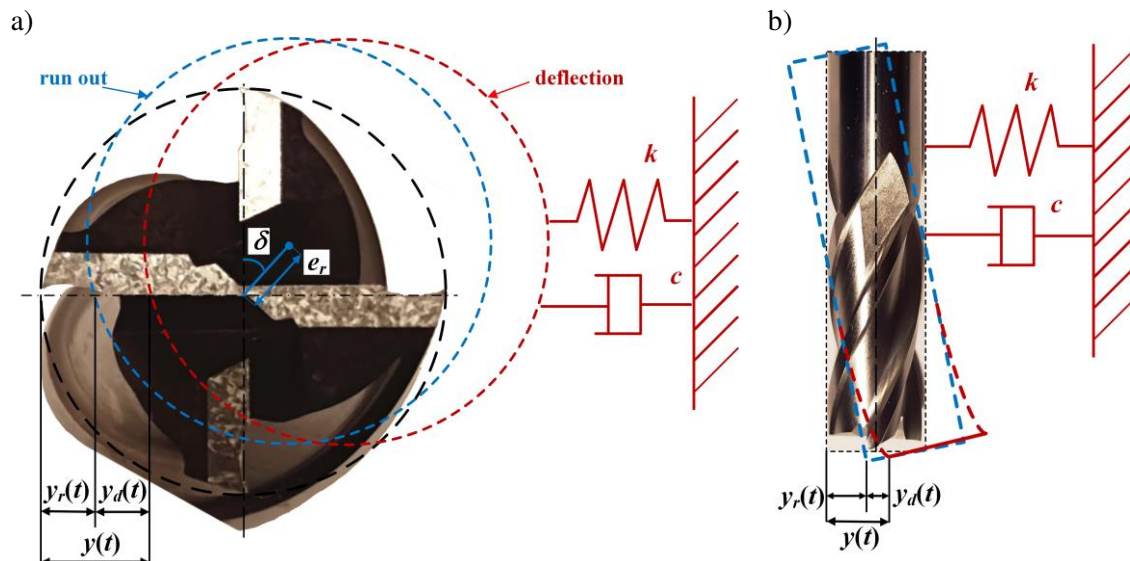 a)
run out
deflection
k
c
δ
e_r
y_r(t)
y_d(t)
y(t)
b)
k
c
y_r(t)
y_d(t)
y(t)